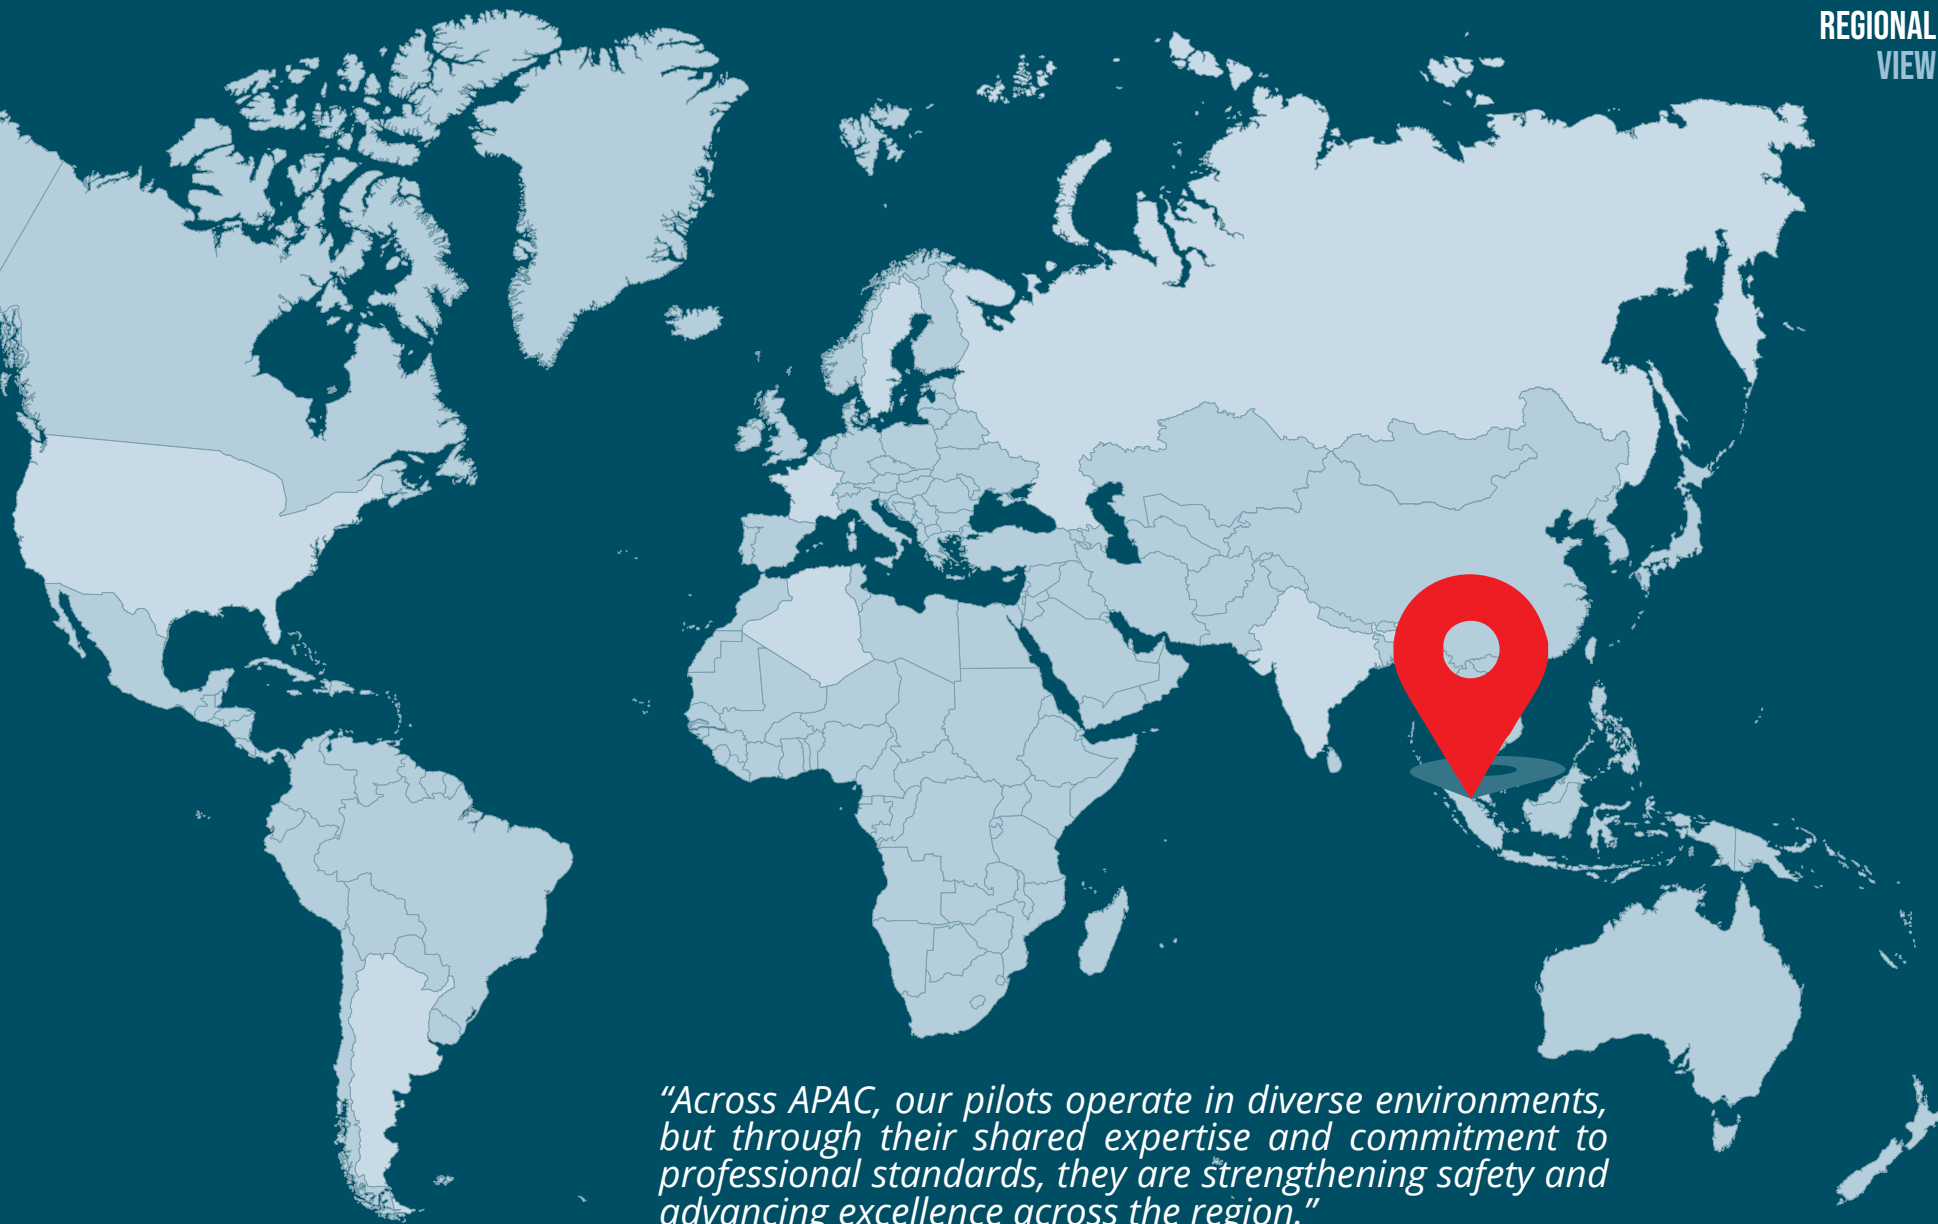 REGIONAL
VIEW
“Across APAC, our pilots operate in diverse environments,
but through their shared expertise and commitment to
professional standards, they are strengthening safety and
advancing excellence across the region.”